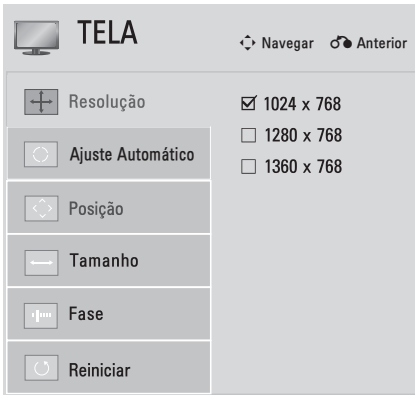 TELA
Navegar Anterior
Resolução
Ajuste Automático
Posição
Tamanho
Fase
Reiniciar
1024 x 768
1280 x 768
1360 x 768